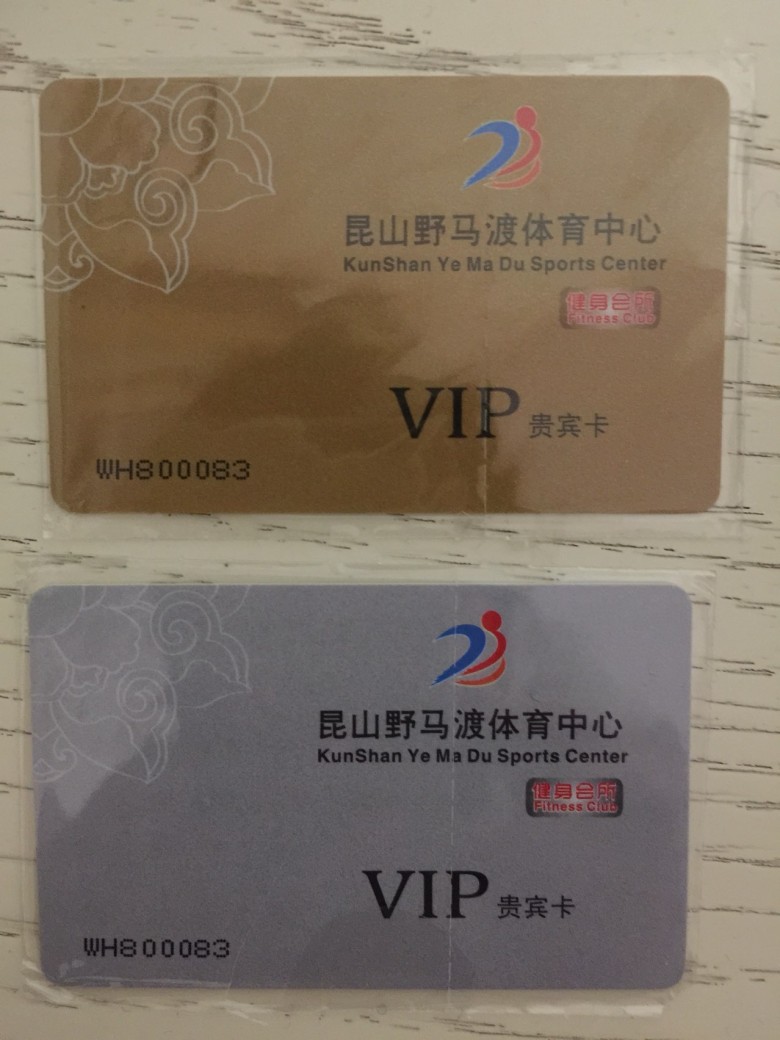 昆山野马渡体育中心
KunShan Ye Ma Du Sports Center
健身会所
Fitness Club
VIP 贵宾卡
WH800083
昆山野马渡体育中心
KunShan Ye Ma Du Sports Center
健身会所
Fitness Club
VIP 贵宾卡
WH800083